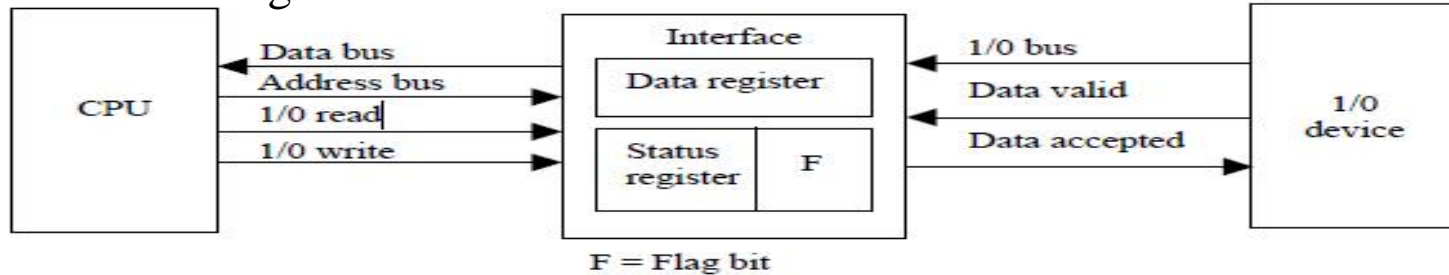 Data bus
Address bus
CPU
1/0 read
1/0 write
Interface
Data register
Status
register
F
1/0 bus
Data valid
Data accepted
1/0
device
F = Flag bit